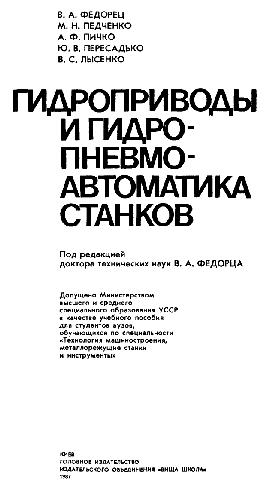 В. А. ФЕДОРЕЦ
М. Н. ПЕДЧЕНКО
А. Ф. ПИЧКО
Ю. В. ПЕРЕСАДЬКО
В. С. ЛЫСЕНКО
ГИДРОПРИВОДЫ
И ГИДРО-
ПНЕВМО-
АВТОМАТИКА
СТАНКОВ
Под редакцией
доктора технических наук В. А. ФЕДОРЦА
Допущено Министерством
высшего и среднего
специального образования УССР
в качестве учебного пособия
для студентов вузов,
обучающихся по специальности
«Технология машиностроения,
металлорежущие станки
и инструменты»
ГОЛОВНОЕ ИЗДАТЕЛЬСТВО
ИЗДАТЕЛЬСКОГО ОБЪЕДИНЕНИЯ «ВИЩА ШКОЛА»